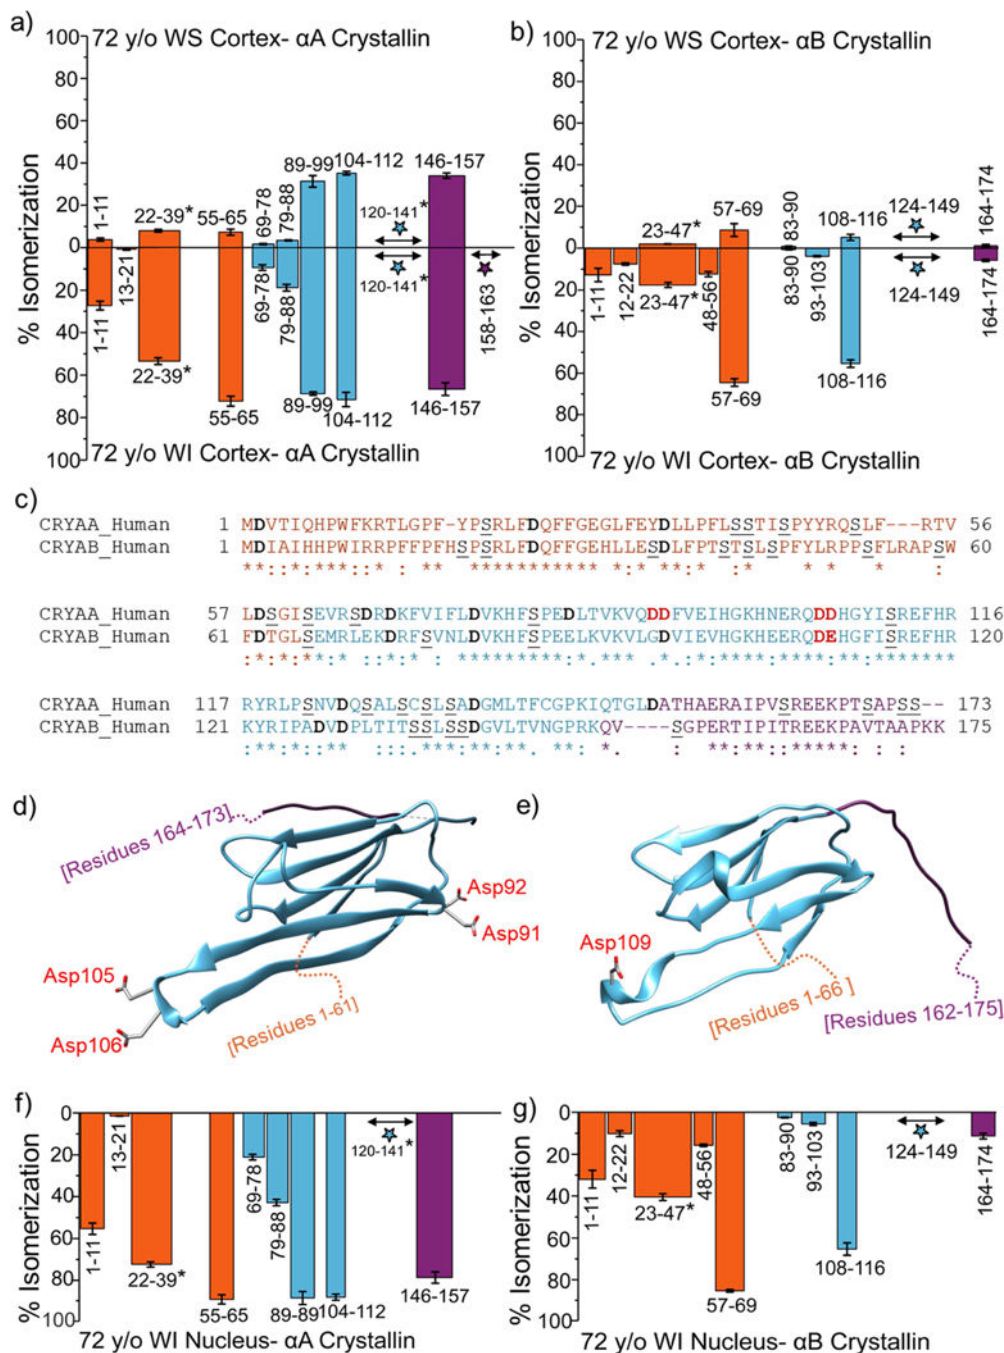 a)
72 y/o WS Cortex- αA Crystallin
100
80
60
40
20
0
20
40
60
80
100
% Isomerization
1-11
22-39*
55-65
69-78
79-88
89-99
104-112
120-141*
146-157
1-11
13-21
22-39*
55-65
69-78
79-88
89-99
104-112
120-141*
146-157
158-163
72 y/o WI Cortex- αA Crystallin
b)
72 y/o WS Cortex- αB Crystallin
100
80
60
40
20
0
20
40
60
80
100
% Isomerization
23-47*
57-69
83-90
108-116
124-149
164-174
1-11
12-22
23-47*
48-56
57-69
83-90
93-103
108-116
124-149
164-174
72 y/o WI Cortex- αB Crystallin
c)
CRYAA_Human 1 MDVTIQHPWFKRTLGPF-YPSRLFDQFFGEGLFEYDLLPFLSSTISPYYRQSLF---RTV 56
CRYAB_Human 1 MDIAIHHPWIRRPFFPFHSPSRLFDQFFGEHLLESDLFPTSTSLSPFYLRPPSFLRAPSW 60
CRYAA_Human 57 LDSGISEVRSDRDKFVIFLDVKHFSPEDLTVKVQDDFVEIHGKHNERQDDHGYISREFHR 116
CRYAB_Human 61 FDTGLSEMRLEKDRFSVNLDVKHFSPEELKVKVLGDVIEVHGKHEERQDEHGFISREFHR 120
CRYAA_Human 117 RYRLPSNVDQSALSCSLSADGMLTFCGPKIQTGLDATHAERAIPVSREEKPTSAPSS-- 173
CRYAB_Human 121 KYRIPADVDPLTITSSLSSDGVLTVNGPRKQV----SGPERTIPITREEKPAVTAAPKK 175
d)
[Residues 164-173]
Asp92
Asp91
Asp105
Asp106
[Residues 1-61]
e)
Asp109
[Residues 1-66 ]
[Residues 162-175]
f)
0
20
40
60
80
100
% Isomerization
1-11
13-21
22-39*
55-65
69-78
79-88
89-89
104-112
120-141*
146-157
72 y/o WI Nucleus- αA Crystallin
g)
0
20
40
60
80
100
% Isomerization
1-11
12-22
23-47*
48-56
57-69
83-90
93-103
108-116
124-149
164-174
72 y/o WI Nucleus- αB Crystallin